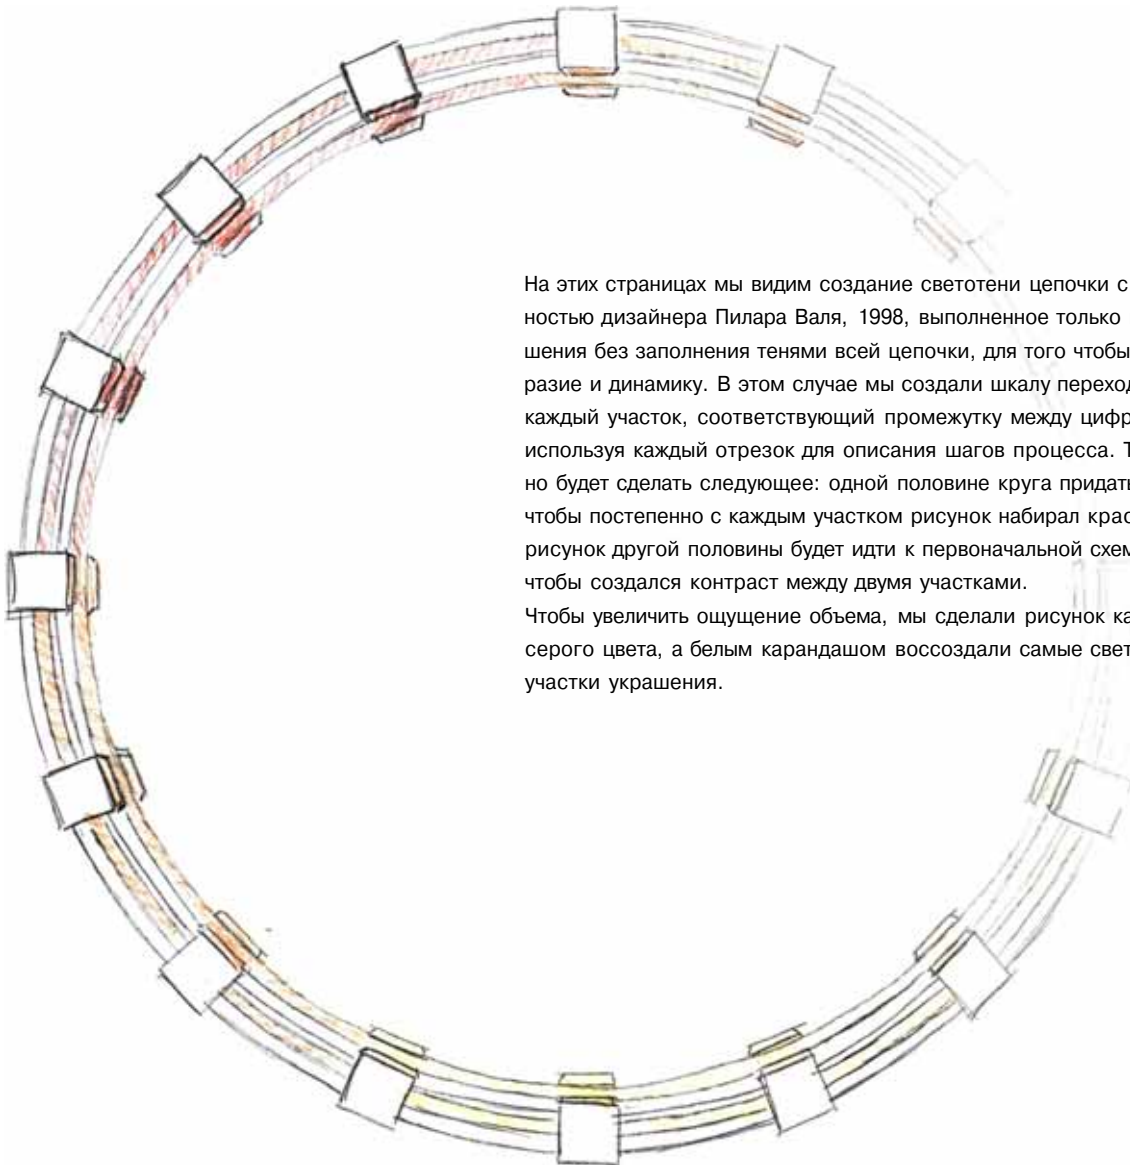 На этих страницах мы видим создание светотени цепочки с
ностью дизайнера Пилара Валя, 1998, выполненное только
шения без заполнения тенями всей цепочки, для того чтобы
разие и динамику. В этом случае мы создали шкалу переход
каждый участок, соответствующий промежутку между цифр
используя каждый отрезок для описания шагов процесса. Т
но будет сделать следующее: одной половине круга придать
чтобы постепенно с каждым участком рисунок набирал крас
рисунок другой половины будет идти к первоначальной схем
чтобы создался контраст между двумя участками.
Чтобы увеличить ощущение объема, мы сделали рисунок ка
серого цвета, а белым карандашом воссоздали самые свет
участки украшения.